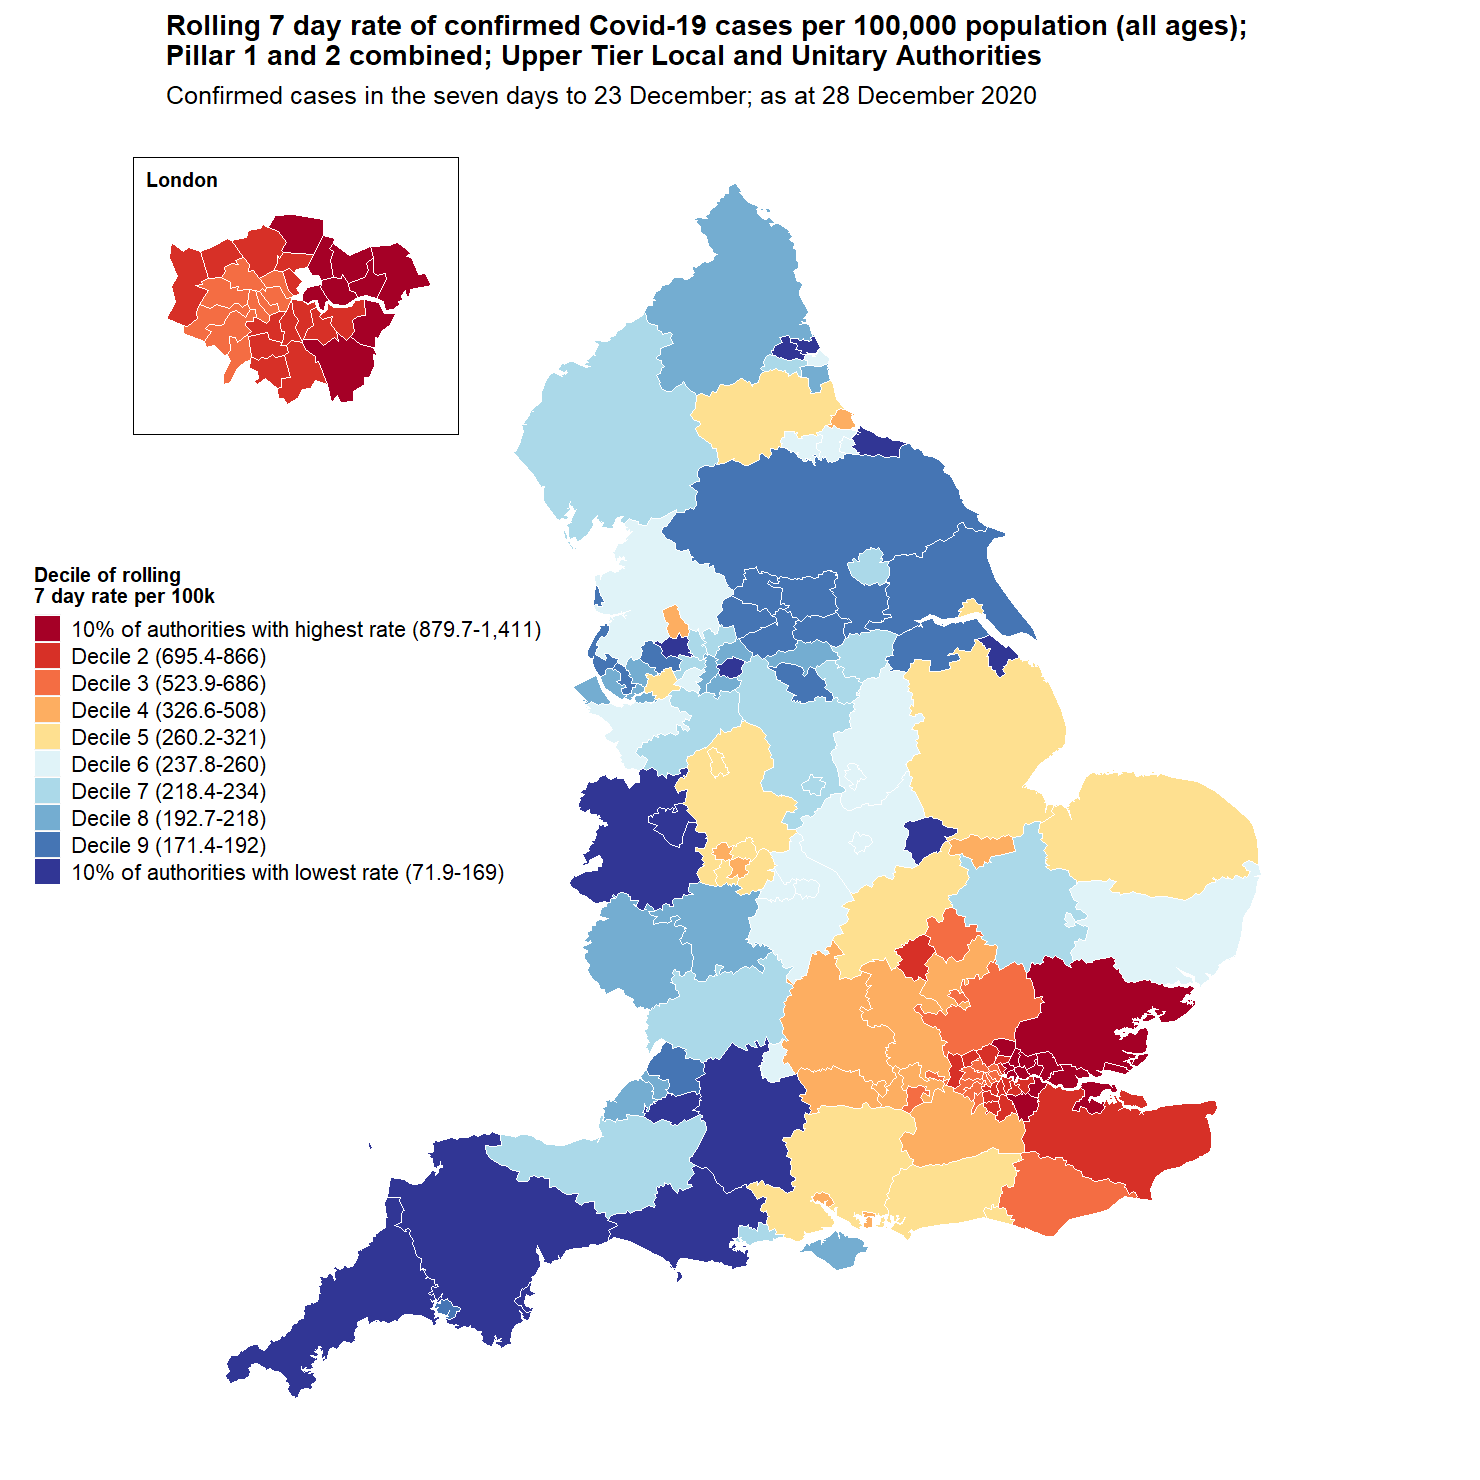 Rolling 7 day rate of confirmed Covid-19 cases per 100,000 population (all ages);
Pillar 1 and 2 combined; Upper Tier Local and Unitary Authorities
Confirmed cases in the seven days to 23 December; as at 28 December 2020
London
Decile of rolling
7 day rate per 100k
10% of authorities with highest rate (879.7-1,411)
Decile 2 (695.4-866)
Decile 3 (523.9-686)
Decile 4 (326.6-508)
Decile 5 (260.2-321)
Decile 6 (237.8-260)
Decile 7 (218.4-234)
Decile 8 (192.7-218)
Decile 9 (171.4-192)
10% of authorities with lowest rate (71.9-169)